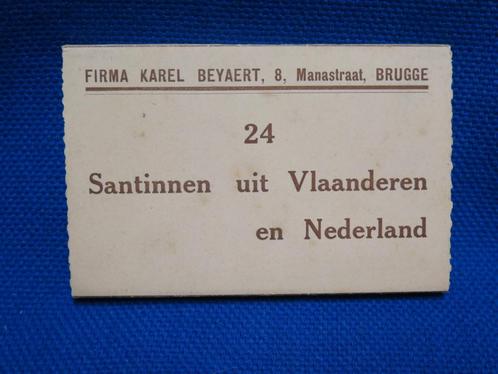 FIRMA KAREL BEYAERT, 8, Manastraat, BRUGGE
24
Santinnen uit Vlaanderen
en Nederland